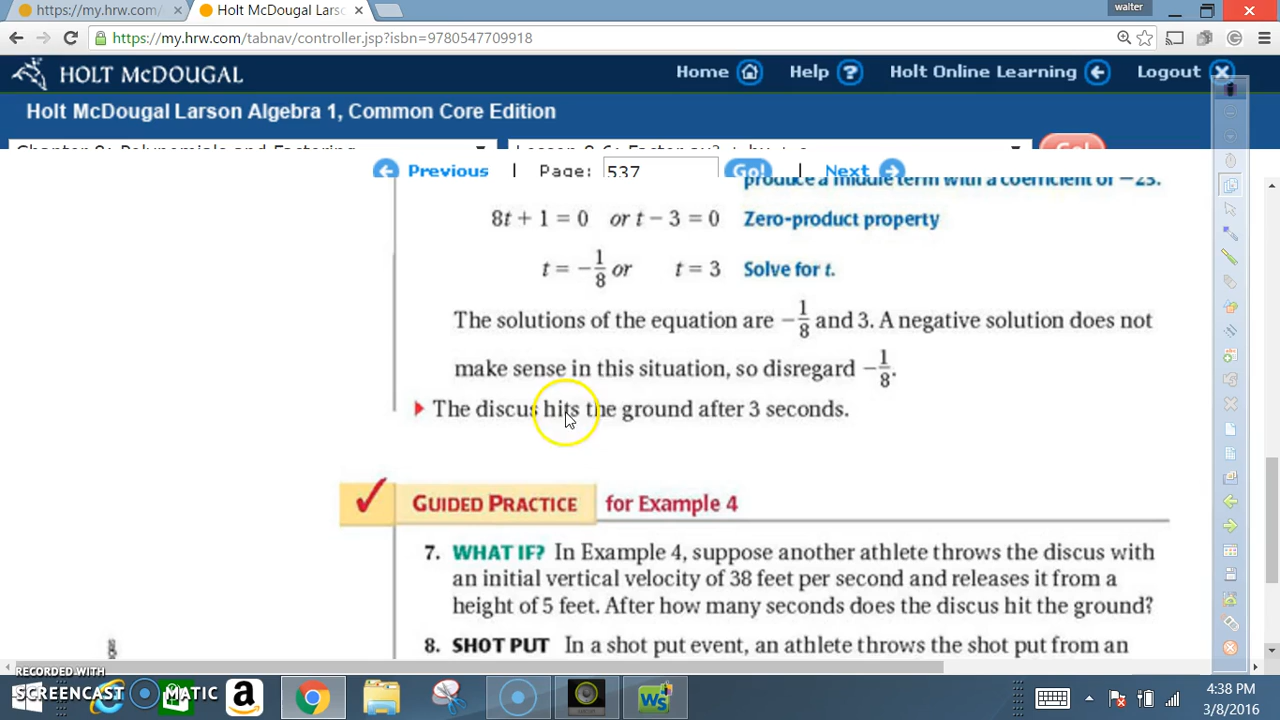 https://my.hrw.com/ Holt McDougal Lars walter
https://my.hrw.com/tabnav/controller.jsp?isbn=9780547709918
HOLT McDOUGAL Home Help Holt Online Learning Logout
Holt McDougal Larson Algebra 1, Common Core Edition
Previous | Page: 537 Go! | Next
produce a middle term with a coefficient of −23.
8t + 1 = 0 or t − 3 = 0 Zero-product property
t = −1/8 or t = 3 Solve for t.
The solutions of the equation are −1/8 and 3. A negative solution does not
make sense in this situation, so disregard −1/8.
The discus hits the ground after 3 seconds.
GUIDED PRACTICE for Example 4
7. WHAT IF? In Example 4, suppose another athlete throws the discus with
an initial vertical velocity of 38 feet per second and releases it from a
height of 5 feet. After how many seconds does the discus hit the ground?
8. SHOT PUT In a shot put event, an athlete throws the shot put from an
RECORDED WITH
SCREENCAST MATIC
4:38 PM
3/8/2016